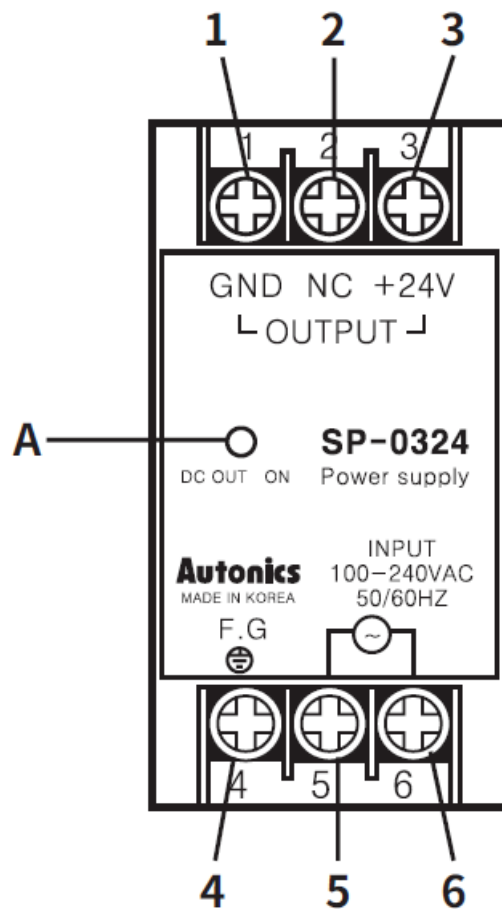 1 2 3
1 2 3
GND NC +24V
OUTPUT
A
SP-0324
DC OUT ON Power supply
INPUT
Autonics 100-240VAC
MADE IN KOREA 50/60HZ
F.G
~
4 5 6
4 5 6